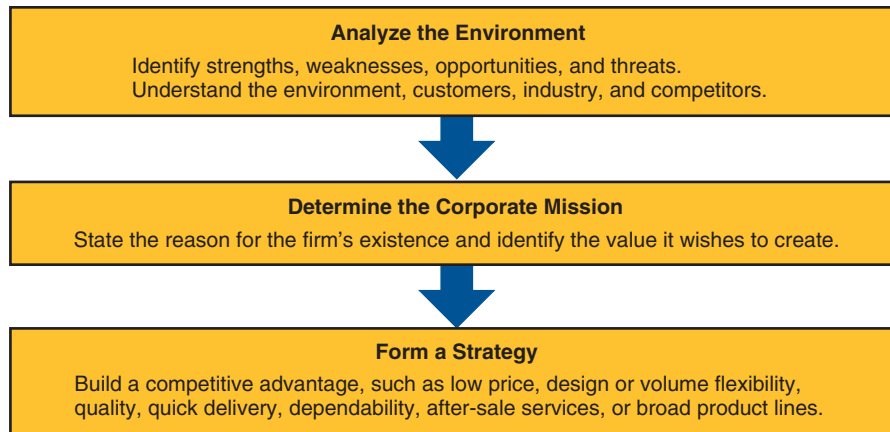 Analyze the Environment
Identify strengths, weaknesses, opportunities, and threats.
Understand the environment, customers, industry, and competitors.
Determine the Corporate Mission
State the reason for the firm’s existence and identify the value it wishes to create.
Form a Strategy
Build a competitive advantage, such as low price, design or volume flexibility,
quality, quick delivery, dependability, after-sale services, or broad product lines.